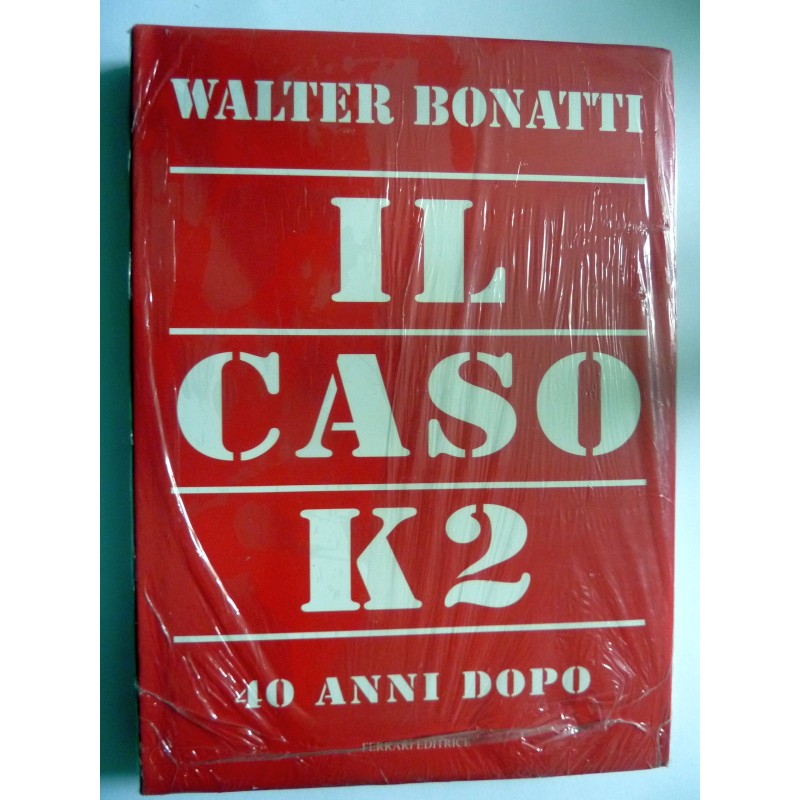 WALTER BONATTI
IL
CASO
K2
40 ANNI DOPO
FERRARI EDITRICE